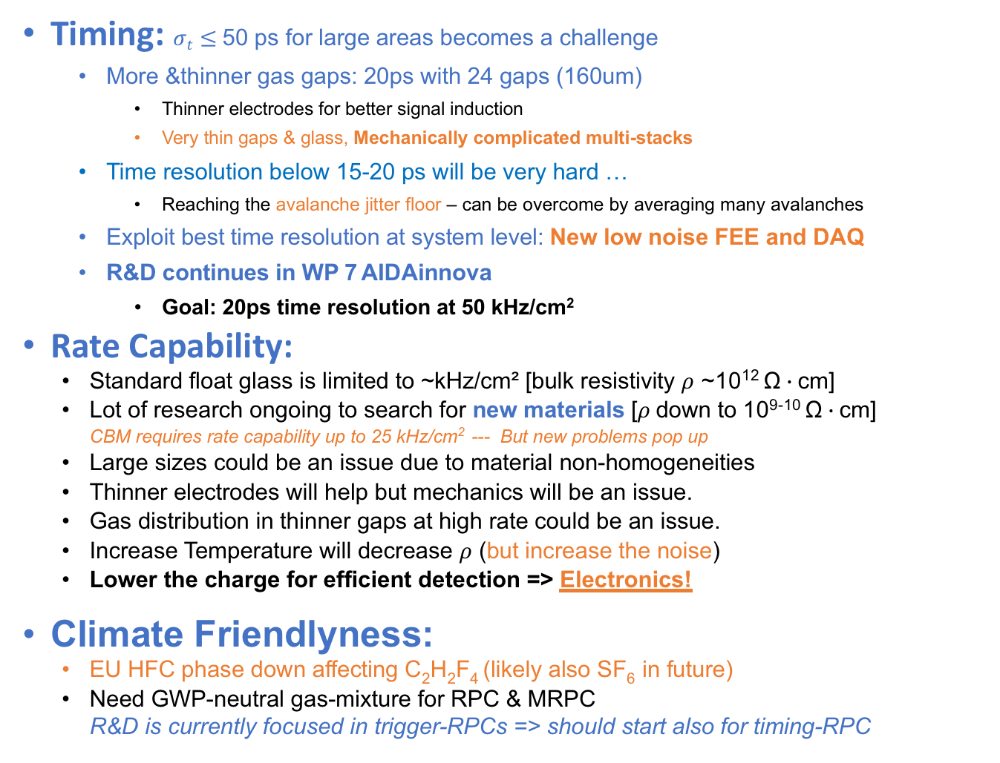 • Timing: σₜ ≤ 50 ps for large areas becomes a challenge
• More &thinner gas gaps: 20ps with 24 gaps (160um)
• Thinner electrodes for better signal induction
• Very thin gaps & glass, Mechanically complicated multi-stacks
• Time resolution below 15-20 ps will be very hard …
• Reaching the avalanche jitter floor – can be overcome by averaging many avalanches
• Exploit best time resolution at system level: New low noise FEE and DAQ
• R&D continues in WP 7 AIDAinnova
• Goal: 20ps time resolution at 50 kHz/cm²
• Rate Capability:
• Standard float glass is limited to ~kHz/cm² [bulk resistivity ρ ~10¹² Ω · cm]
• Lot of research ongoing to search for new materials [ρ down to 10⁹⁻¹⁰ Ω · cm]
CBM requires rate capability up to 25 kHz/cm² --- But new problems pop up
• Large sizes could be an issue due to material non-homogeneities
• Thinner electrodes will help but mechanics will be an issue.
• Gas distribution in thinner gaps at high rate could be an issue.
• Increase Temperature will decrease ρ (but increase the noise)
• Lower the charge for efficient detection => Electronics!
• Climate Friendlyness:
• EU HFC phase down affecting C₂H₂F₄ (likely also SF₆ in future)
• Need GWP-neutral gas-mixture for RPC & MRPC
R&D is currently focused in trigger-RPCs => should start also for timing-RPC